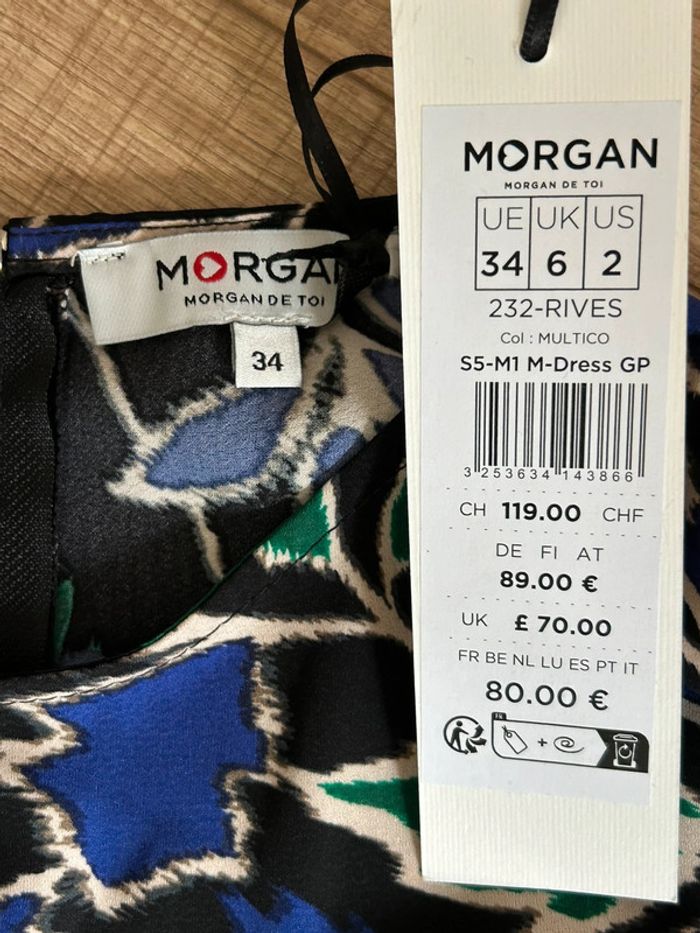 MORGAN
MORGAN DE TOI
34
MORGAN
MORGAN DE TOI
UE UK US
34 6 2
232-RIVES
Col : MULTICO
S5-M1 M-Dress GP
3 253634 143866
CH 119.00 CHF
DE FI AT
89.00 €
UK £ 70.00
FR BE NL LU ES PT IT
80.00 €
FR
+